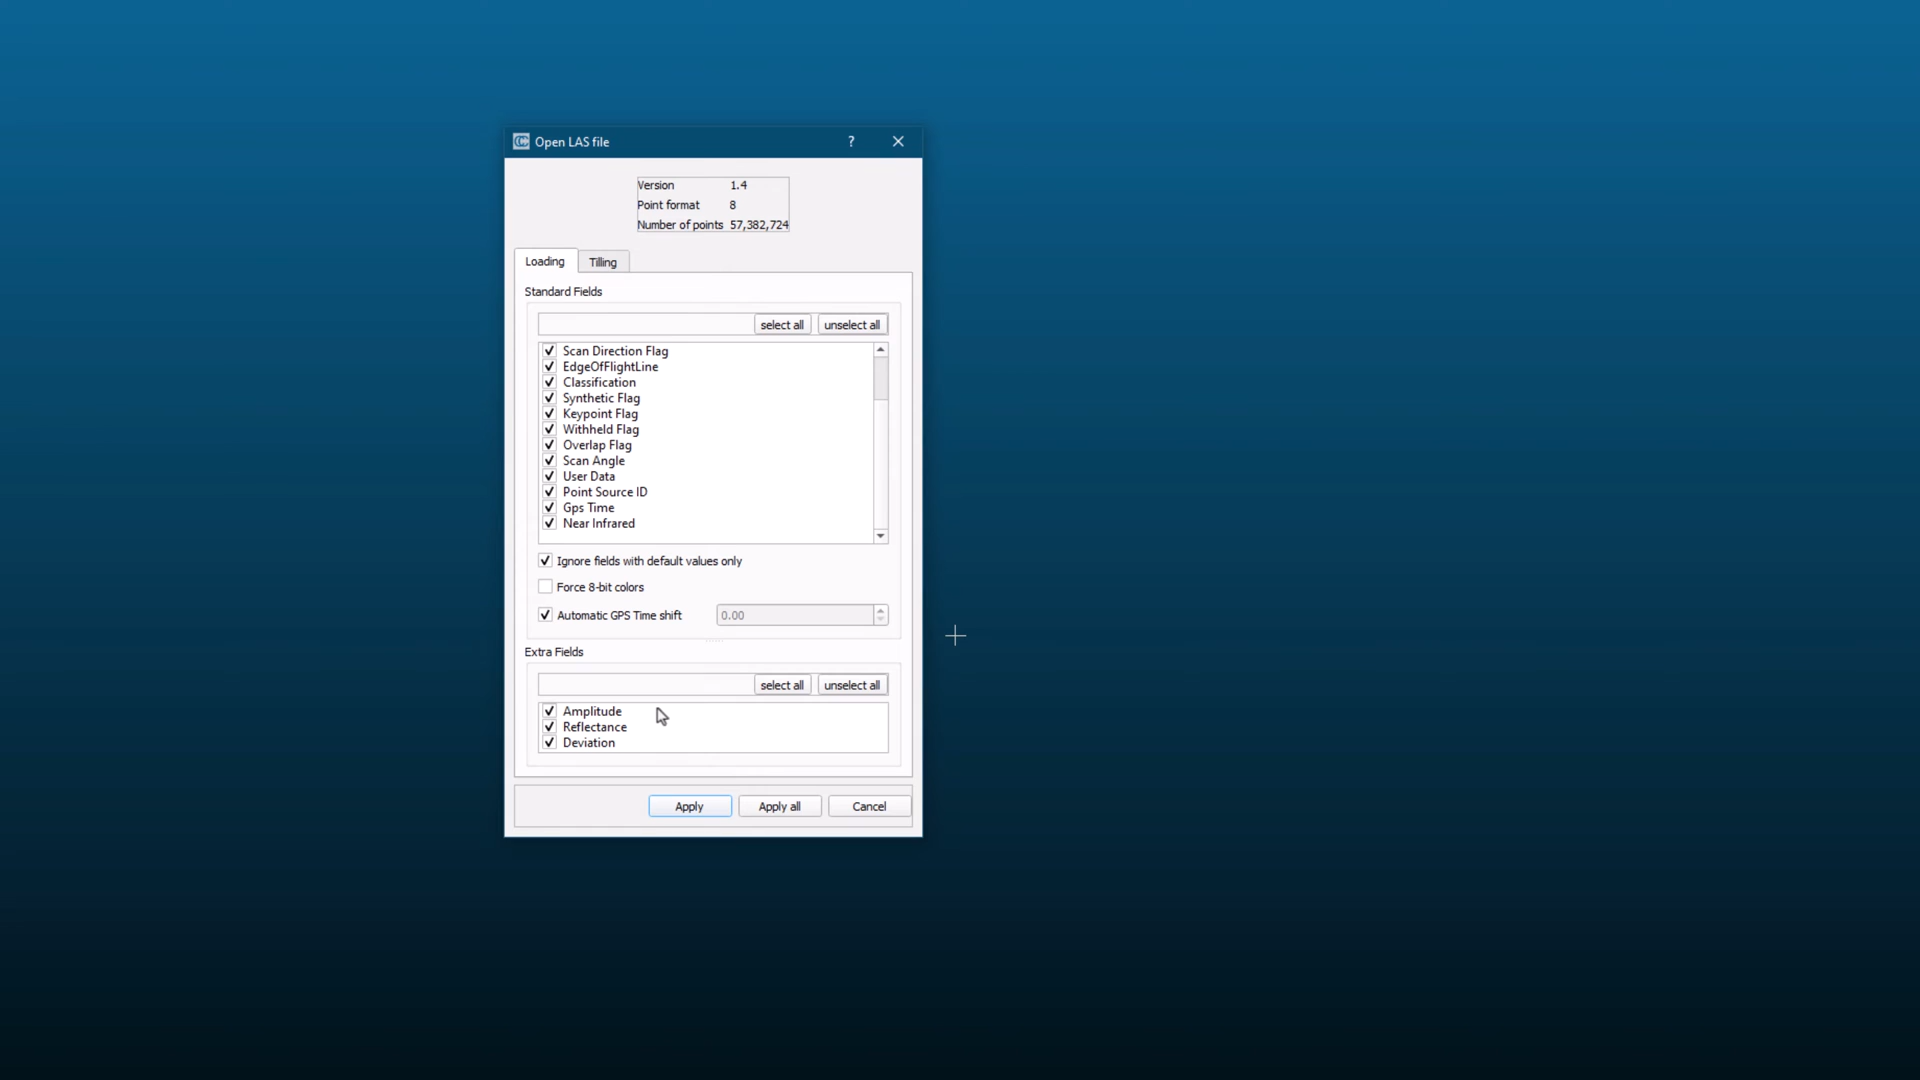 Open LAS file ?
Version 1.4
Point format 8
Number of points 57,382,724
Loading Tilling
Standard Fields
select all unselect all
Scan Direction Flag
EdgeOfFlightLine
Classification
Synthetic Flag
Keypoint Flag
Withheld Flag
Overlap Flag
Scan Angle
User Data
Point Source ID
Gps Time
Near Infrared
Ignore fields with default values only
Force 8-bit colors
Automatic GPS Time shift 0.00
Extra Fields
select all unselect all
Amplitude
Reflectance
Deviation
Apply Apply all Cancel